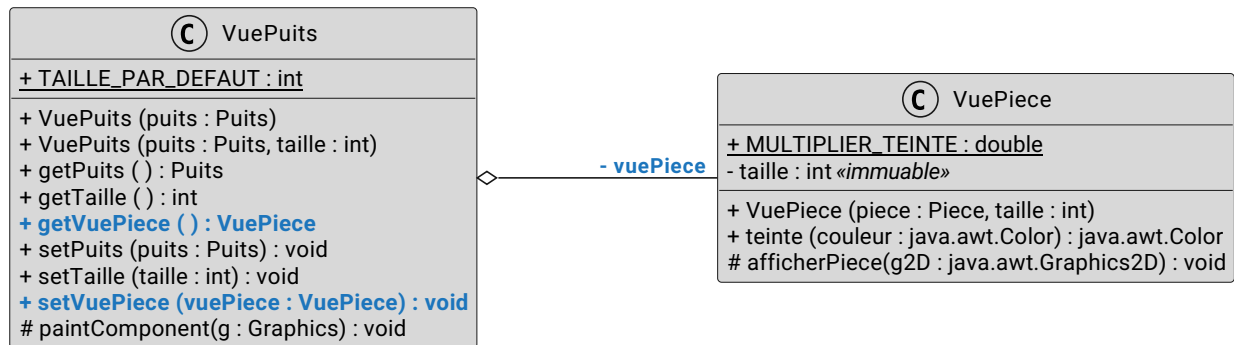 C VuePuits
+ TAILLE_PAR_DEFAUT : int
+ VuePuits (puits : Puits)
+ VuePuits (puits : Puits, taille : int)
+ getPuits ( ) : Puits
+ getTaille ( ) : int
+ getVuePiece ( ) : VuePiece
+ setPuits (puits : Puits) : void
+ setTaille (taille : int) : void
+ setVuePiece (vuePiece : VuePiece) : void
# paintComponent(g : Graphics) : void
- vuePiece
C VuePiece
+ MULTIPLIER_TEINTE : double
- taille : int «immuable»
+ VuePiece (piece : Piece, taille : int)
+ teinte (couleur : java.awt.Color) : java.awt.Color
# afficherPiece(g2D : java.awt.Graphics2D) : void